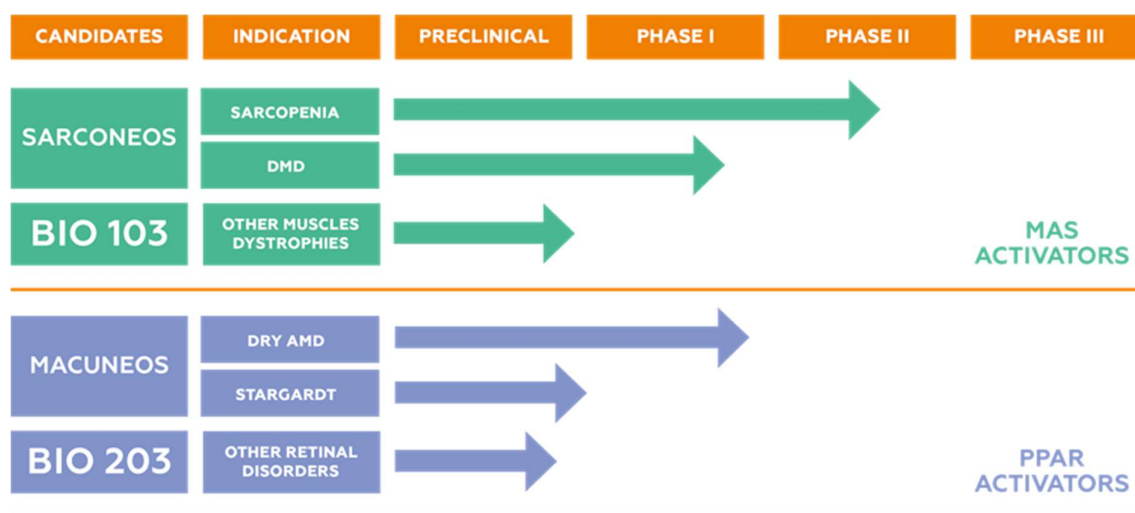 CANDIDATES INDICATION PRECLINICAL PHASE I PHASE II PHASE III
SARCONEOS
SARCOPENIA
DMD
BIO 103
OTHER MUSCLES
DYSTROPHIES
MAS
ACTIVATORS
MACUNEOS
DRY AMD
STARGARDT
BIO 203
OTHER RETINAL
DISORDERS
PPAR
ACTIVATORS